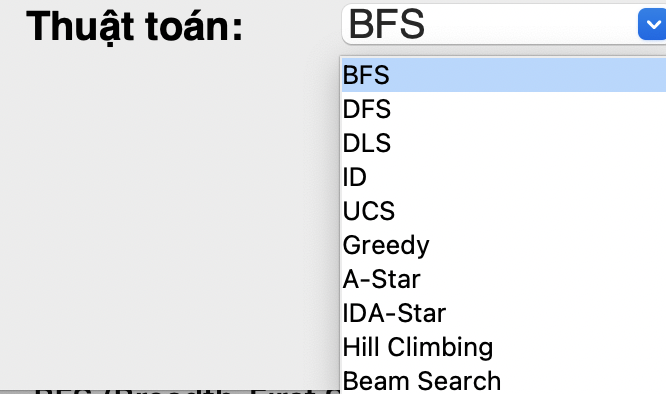 Thuật toán:
BFS
BFS
DFS
DLS
ID
UCS
Greedy
A-Star
IDA-Star
Hill Climbing
Beam Search